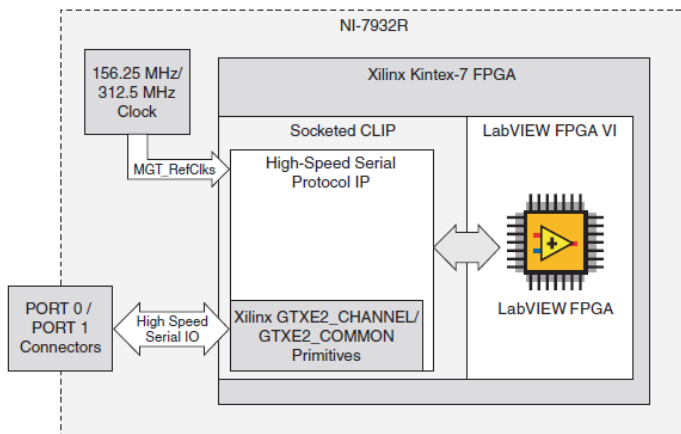 NI-7932R
156.25 MHz/
312.5 MHz
Clock
Xilinx Kintex-7 FPGA
Socketed CLIP
LabVIEW FPGA VI
MGT_RefClks
High-Speed Serial
Protocol IP
LabVIEW FPGA
PORT 0 /
PORT 1
Connectors
High Speed
Serial IO
Xilinx GTXE2_CHANNEL/
GTXE2_COMMON
Primitives